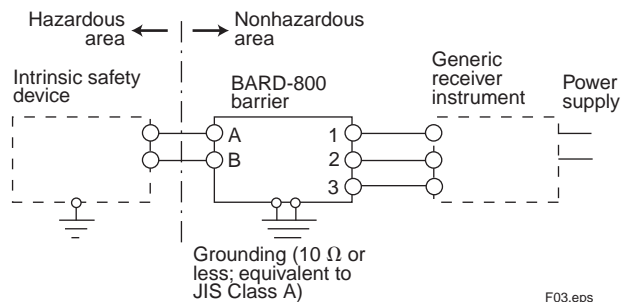 Hazardous
area
Nonhazardous
area
Intrinsic safety
device
BARD-800
barrier
Generic
receiver
instrument
Power
supply
A
B
1
2
3
Grounding (10 Ω or
less; equivalent to
JIS Class A)
F03.eps